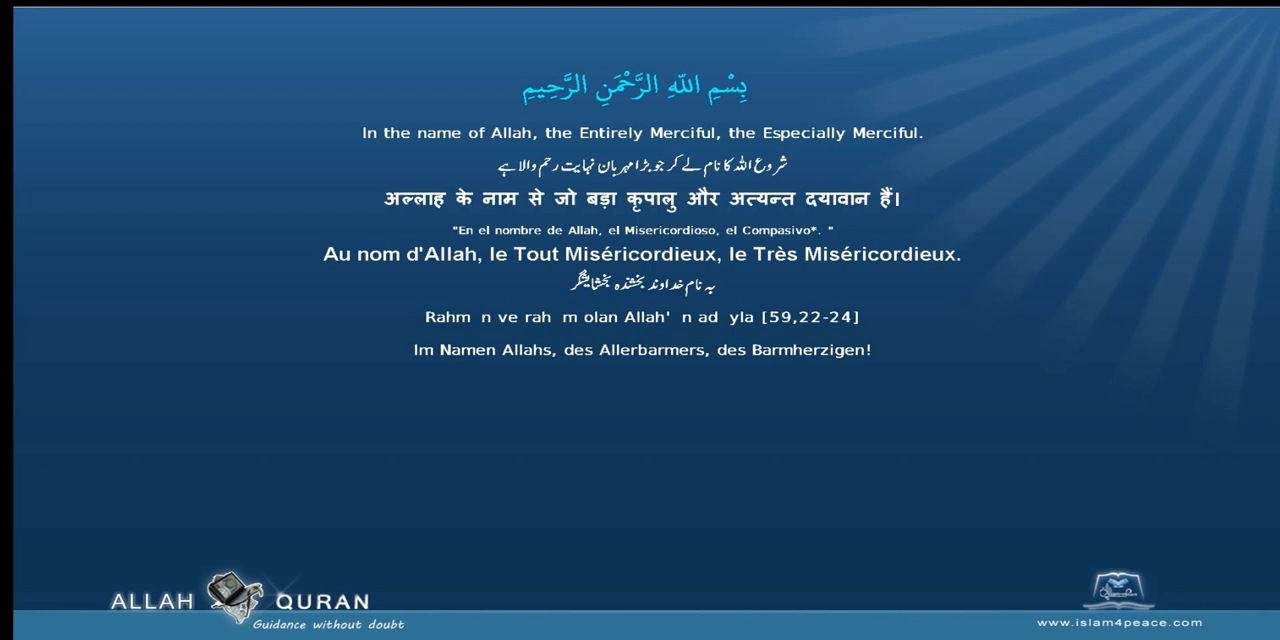 بِسْمِ اللّهِ الرَّحْمَنِ الرَّحِيمِ
In the name of Allah, the Entirely Merciful, the Especially Merciful.
شروع اللہ کا نام لے کر جو بڑا مہربان نہایت رحم والا ہے
अल्लाह के नाम से जो बड़ा कृपालु और अत्यन्त दयावान हैं।
"En el nombre de Allah, el Misericordioso, el Compasivo*. "
Au nom d'Allah, le Tout Miséricordieux, le Très Miséricordieux.
به نام خداوند بخشنده بخشایشگر
Rahm n ve rah m olan Allah' n ad yla [59,22-24]
Im Namen Allahs, des Allerbarmers, des Barmherzigen!
ALLAH QURAN
Guidance without doubt
www.islam4peace.com